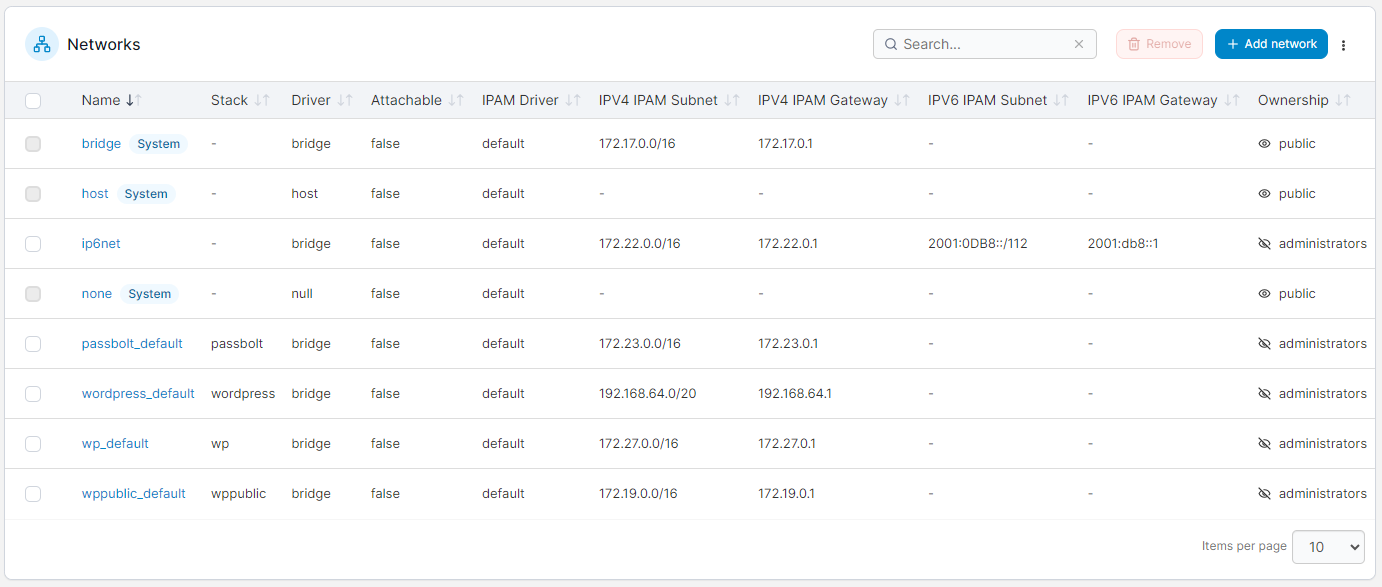 Networks Search... Remove Add network
Name Stack Driver Attachable IPAM Driver IPV4 IPAM Subnet IPV4 IPAM Gateway IPV6 IPAM Subnet IPV6 IPAM Gateway Ownership
bridge System - bridge false default 172.17.0.0/16 172.17.0.1 - - public
host System - host false default - - - - public
ip6net - bridge false default 172.22.0.0/16 172.22.0.1 2001:0DB8::/112 2001:db8::1 administrators
none System - null false default - - - - public
passbolt_default passbolt bridge false default 172.23.0.0/16 172.23.0.1 - - administrators
wordpress_default wordpress bridge false default 192.168.64.0/20 192.168.64.1 - - administrators
wp_default wp bridge false default 172.27.0.0/16 172.27.0.1 - - administrators
wppublic_default wppublic bridge false default 172.19.0.0/16 172.19.0.1 - - administrators
Items per page 10